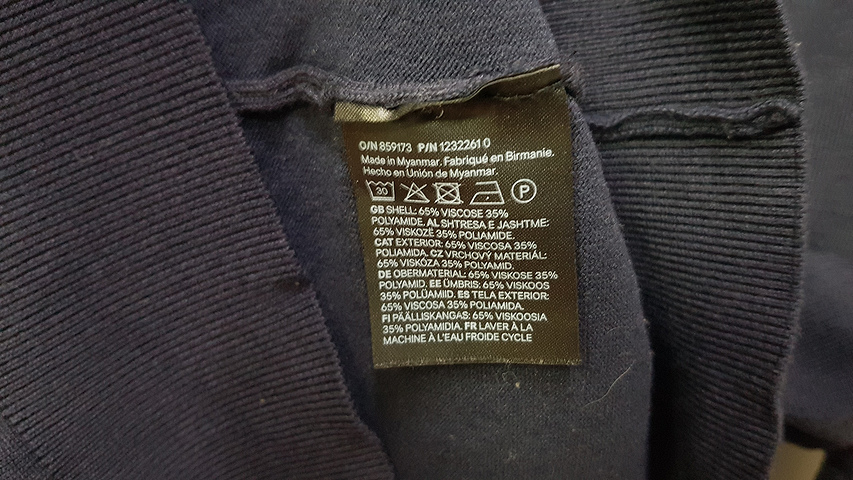 O/N 859173 P/N 1232261 0
Made in Myanmar. Fabriqué en Birmanie.
Hecho en Unión de Myanmar.
30 P
GB SHELL: 65% VISCOSE 35%
POLYAMIDE. AL SHTRESA E JASHTME:
65% VISKOZË 35% POLIAMIDE.
CAT EXTERIOR: 65% VISCOSA 35%
POLIAMIDA. CZ VRCHOVÝ MATERIÁL:
65% VISKÓZA 35% POLYAMID.
DE OBERMATERIAL: 65% VISKOSE 35%
POLYAMID. EE ÜMBRIS: 65% VISKOOS
35% POLÜAMIID. ES TELA EXTERIOR:
65% VISCOSA 35% POLIAMIDA.
FI PÄÄLLISKANGAS: 65% VISKOOSIA
35% POLYAMIDIA. FR LAVER À LA
MACHINE À L'EAU FROIDE CYCLE